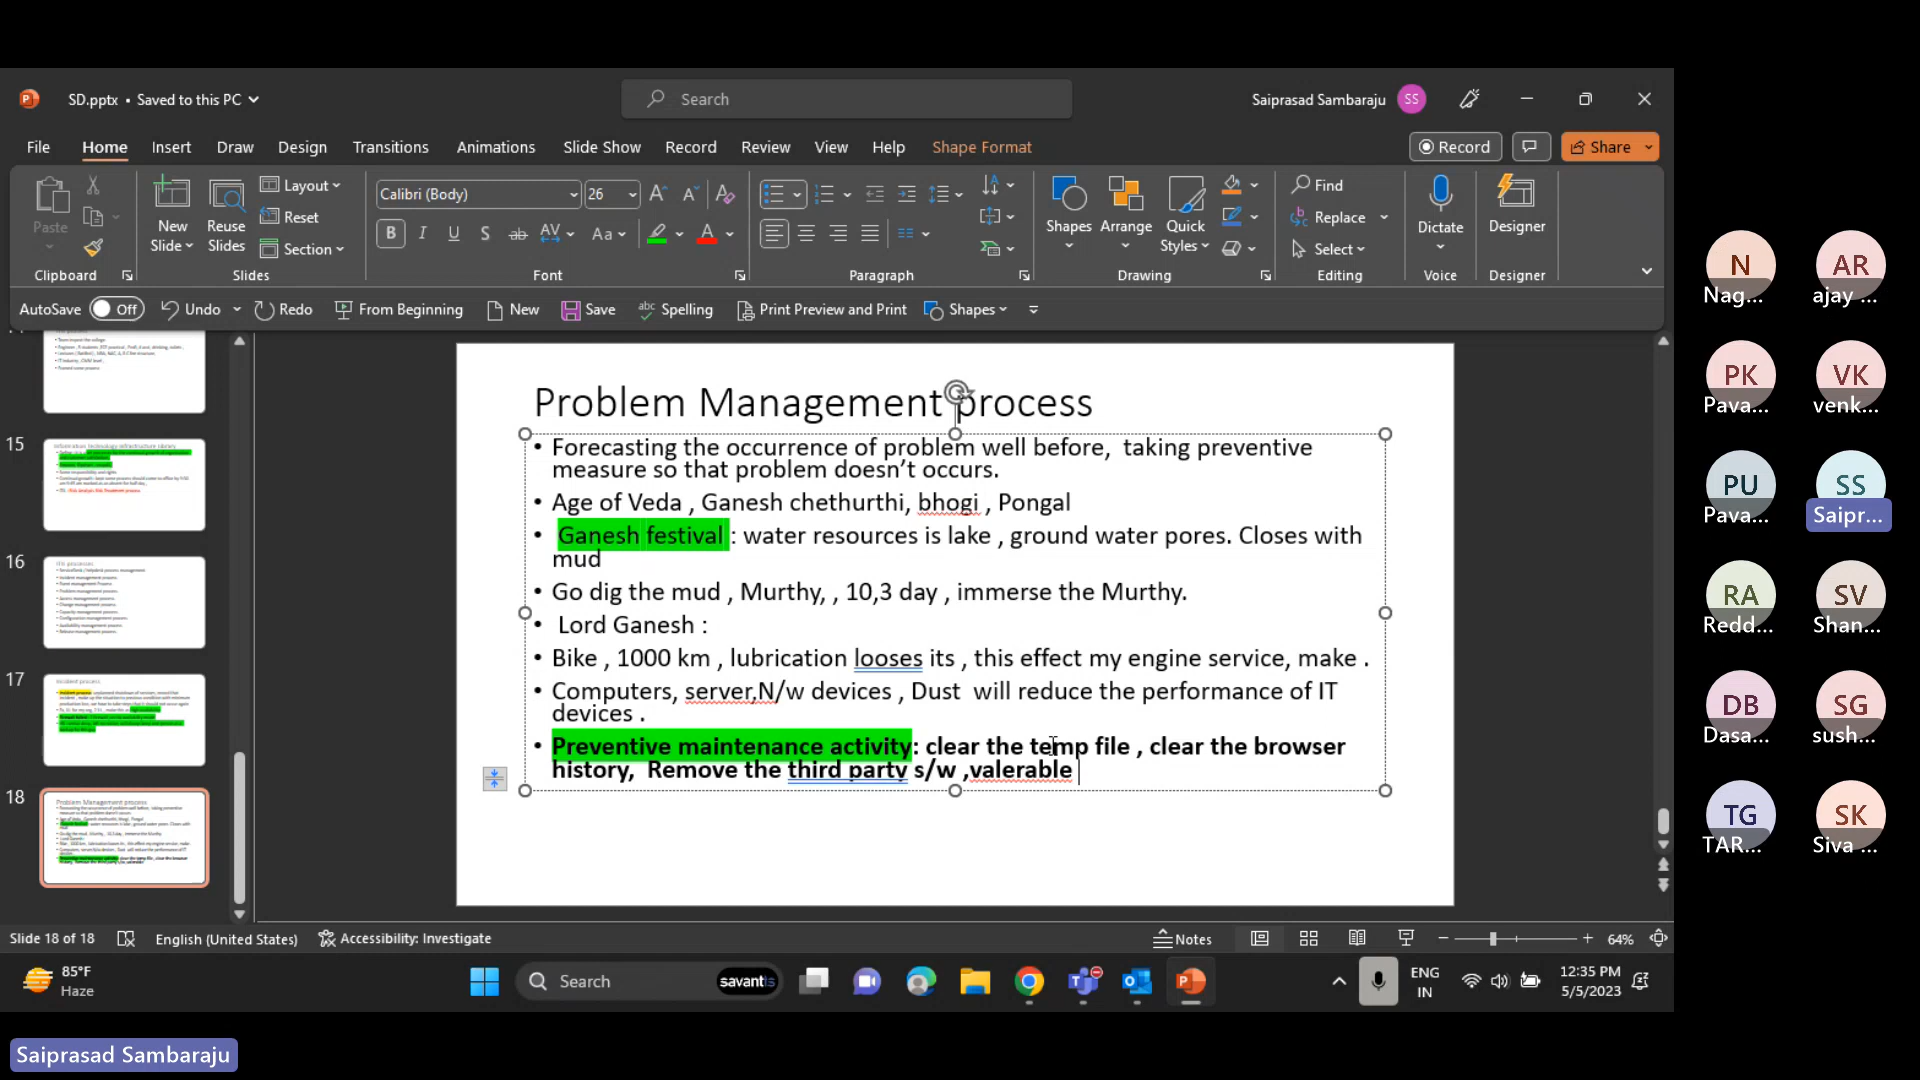 SD.pptx • Saved to this PC
Search
Saiprasad Sambaraju
SS
File Home Insert Draw Design Transitions Animations Slide Show Record Review View Help Shape Format
Record
Share
Paste
New Slide
Reuse Slides
Layout
Reset
Section
Calibri (Body)
26
Shapes
Arrange
Quick Styles
Find
Replace
Select
Dictate
Designer
Clipboard
Slides
Font
Paragraph
Drawing
Editing
Voice
Designer
AutoSave Off Undo Redo From Beginning New Save Spelling Print Preview and Print Shapes
15
16
17
18
Problem Management process
• Forecasting the occurrence of problem well before, taking preventive
measure so that problem doesn’t occurs.
• Age of Veda , Ganesh chethurthi, bhogi , Pongal
• Ganesh festival : water resources is lake , ground water pores. Closes with
mud
• Go dig the mud , Murthy, , 10,3 day , immerse the Murthy.
• Lord Ganesh :
• Bike , 1000 km , lubrication looses its , this effect my engine service, make .
• Computers, server,N/w devices , Dust will reduce the performance of IT
devices .
• Preventive maintenance activity: clear the temp file , clear the browser
history, Remove the third party s/w ,valerable
N
Nag...
AR
ajay ...
PK
Pava...
VK
venk...
PU
Pava...
SS
Saipr...
RA
Redd...
SV
Shan...
DB
Dasa...
SG
sush...
TG
TAR...
SK
Siva ...
Slide 18 of 18 English (United States) Accessibility: Investigate Notes 64%
85°F
Haze
Search
savantis
ENG
IN
12:35 PM
5/5/2023
Saiprasad Sambaraju